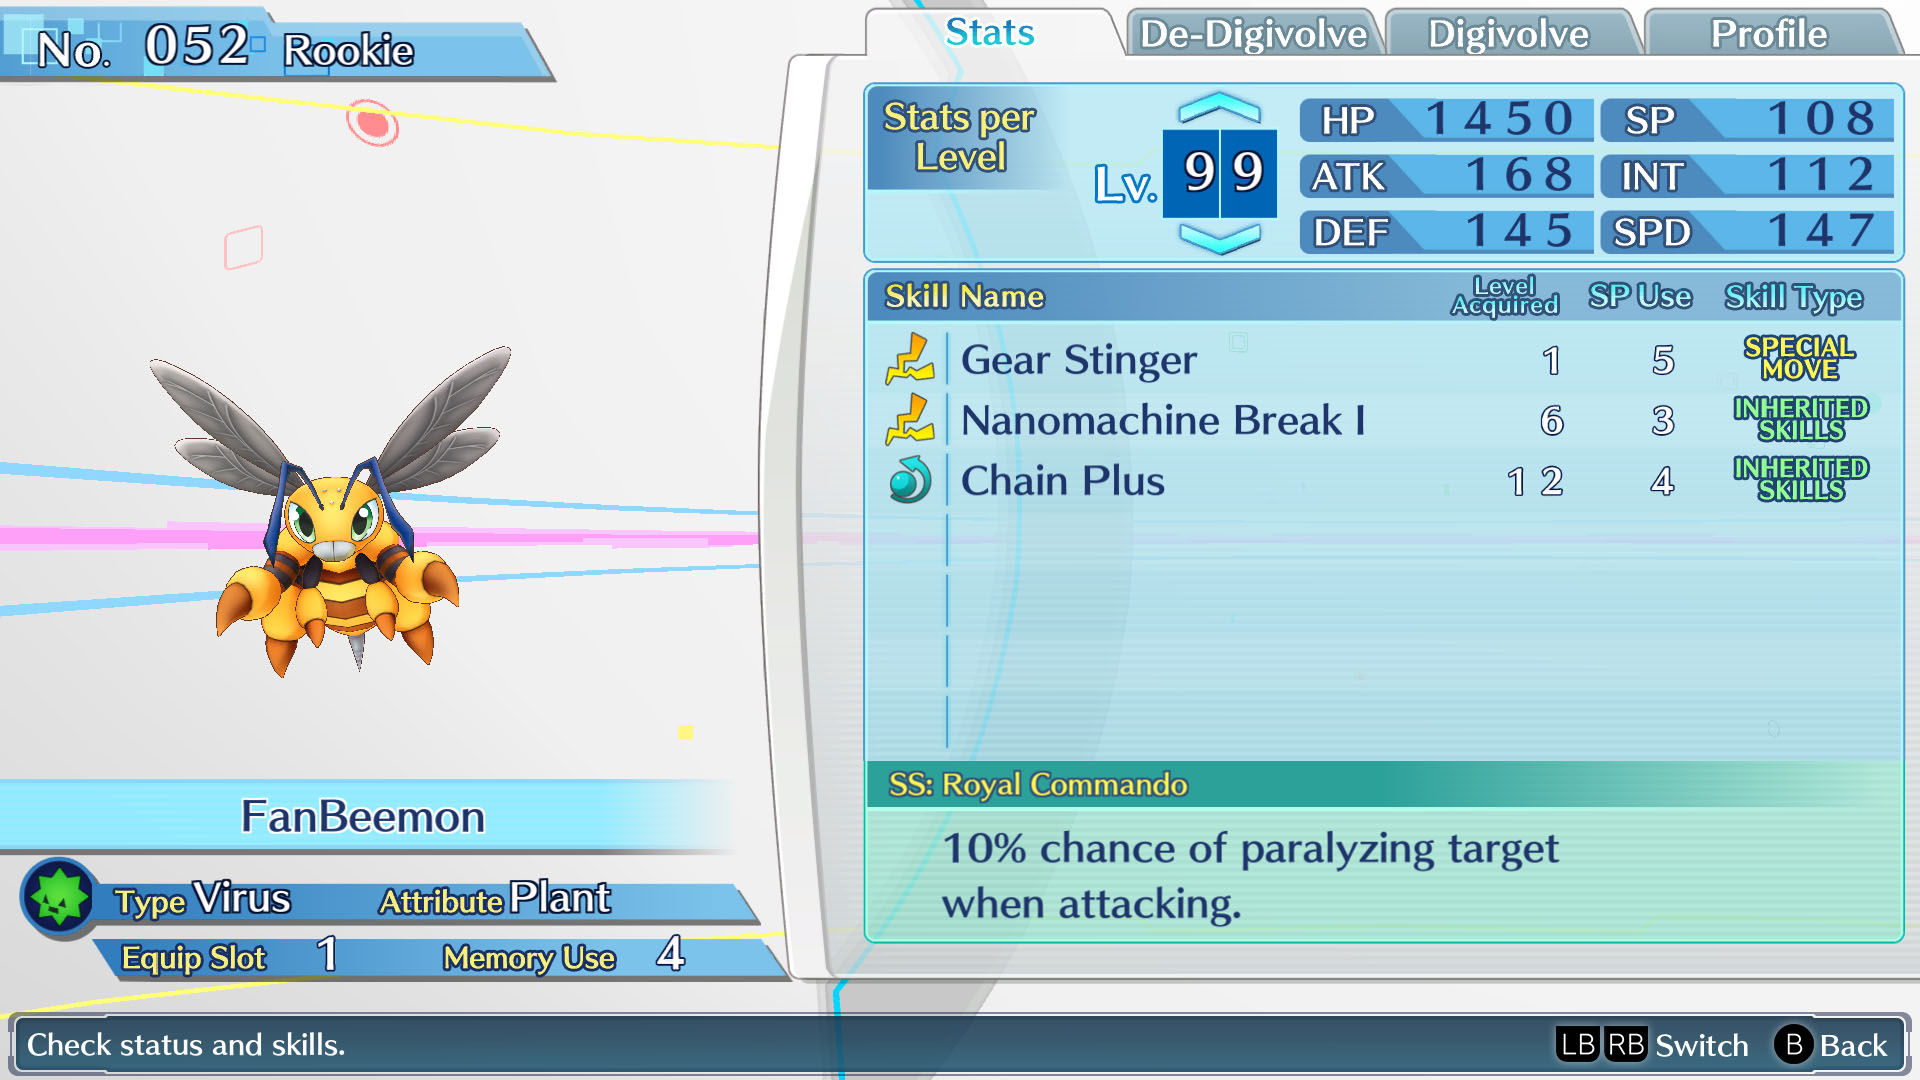 No. 052 Rookie
Stats
De-Digivolve
Digivolve
Profile
Stats per
Level
Lv. 99
HP 1450
SP 108
ATK 168
INT 112
DEF 145
SPD 147
Skill Name
Level
Acquired
SP Use
Skill Type
Gear Stinger 1 5 SPECIAL
MOVE
Nanomachine Break I 6 3 INHERITED
SKILLS
Chain Plus 12 4 INHERITED
SKILLS
SS: Royal Commando
10% chance of paralyzing target
when attacking.
FanBeemon
Type Virus Attribute Plant
Equip Slot 1 Memory Use 4
Check status and skills.
LB RB Switch B Back